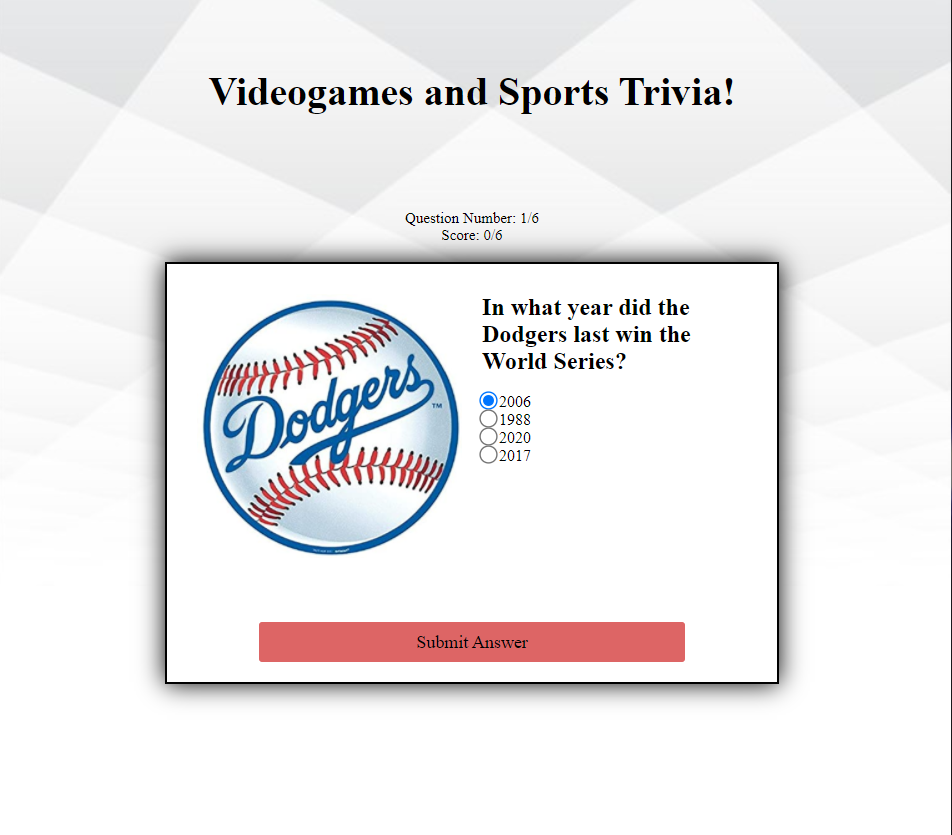 Videogames and Sports Trivia!
Question Number: 1/6
Score: 0/6
Dodgers
TM
In what year did the
Dodgers last win the
World Series?
2006
1988
2020
2017
Submit Answer